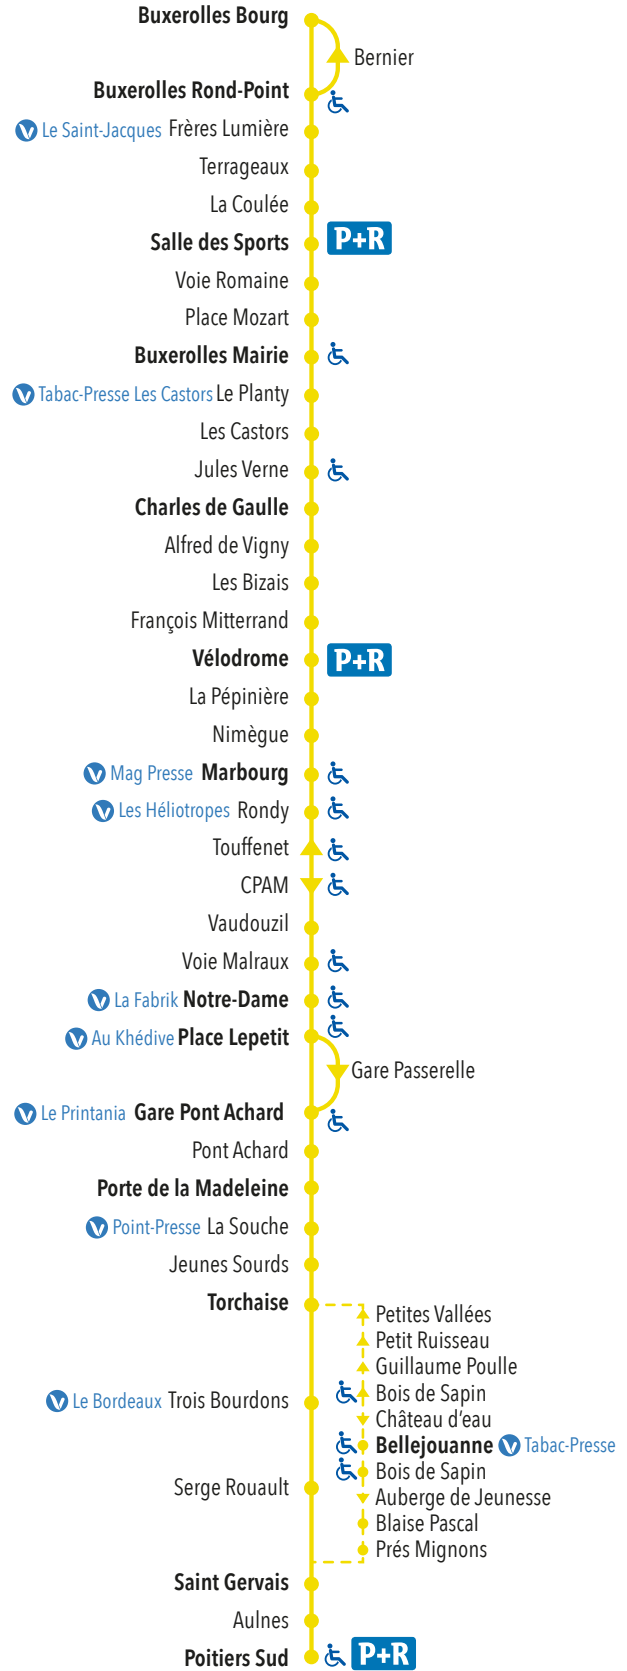 Buxerolles Bourg
Bernier
Buxerolles Rond-Point
Le Saint-Jacques Frères Lumière
Terrageaux
La Coulée
Salle des Sports P+R
Voie Romaine
Place Mozart
Buxerolles Mairie
Tabac-Presse Les Castors Le Planty
Les Castors
Jules Verne
Charles de Gaulle
Alfred de Vigny
Les Bizais
François Mitterrand
Vélodrome P+R
La Pépinière
Nimègue
Mag Presse Marbourg
Les Héliotropes Rondy
Touffenet
CPAM
Vaudouzil
Voie Malraux
La Fabrik Notre-Dame
Au Khédive Place Lepetit
Gare Passerelle
Le Printania Gare Pont Achard
Pont Achard
Porte de la Madeleine
Point-Presse La Souche
Jeunes Sourds
Torchaise
Petites Vallées
Petit Ruisseau
Guillaume Poulle
Bois de Sapin
Le Bordeaux Trois Bourdons
Château d'eau
Bellejouanne Tabac-Presse
Bois de Sapin
Serge Rouault
Auberge de Jeunesse
Blaise Pascal
Prés Mignons
Saint Gervais
Aulnes
Poitiers Sud P+R